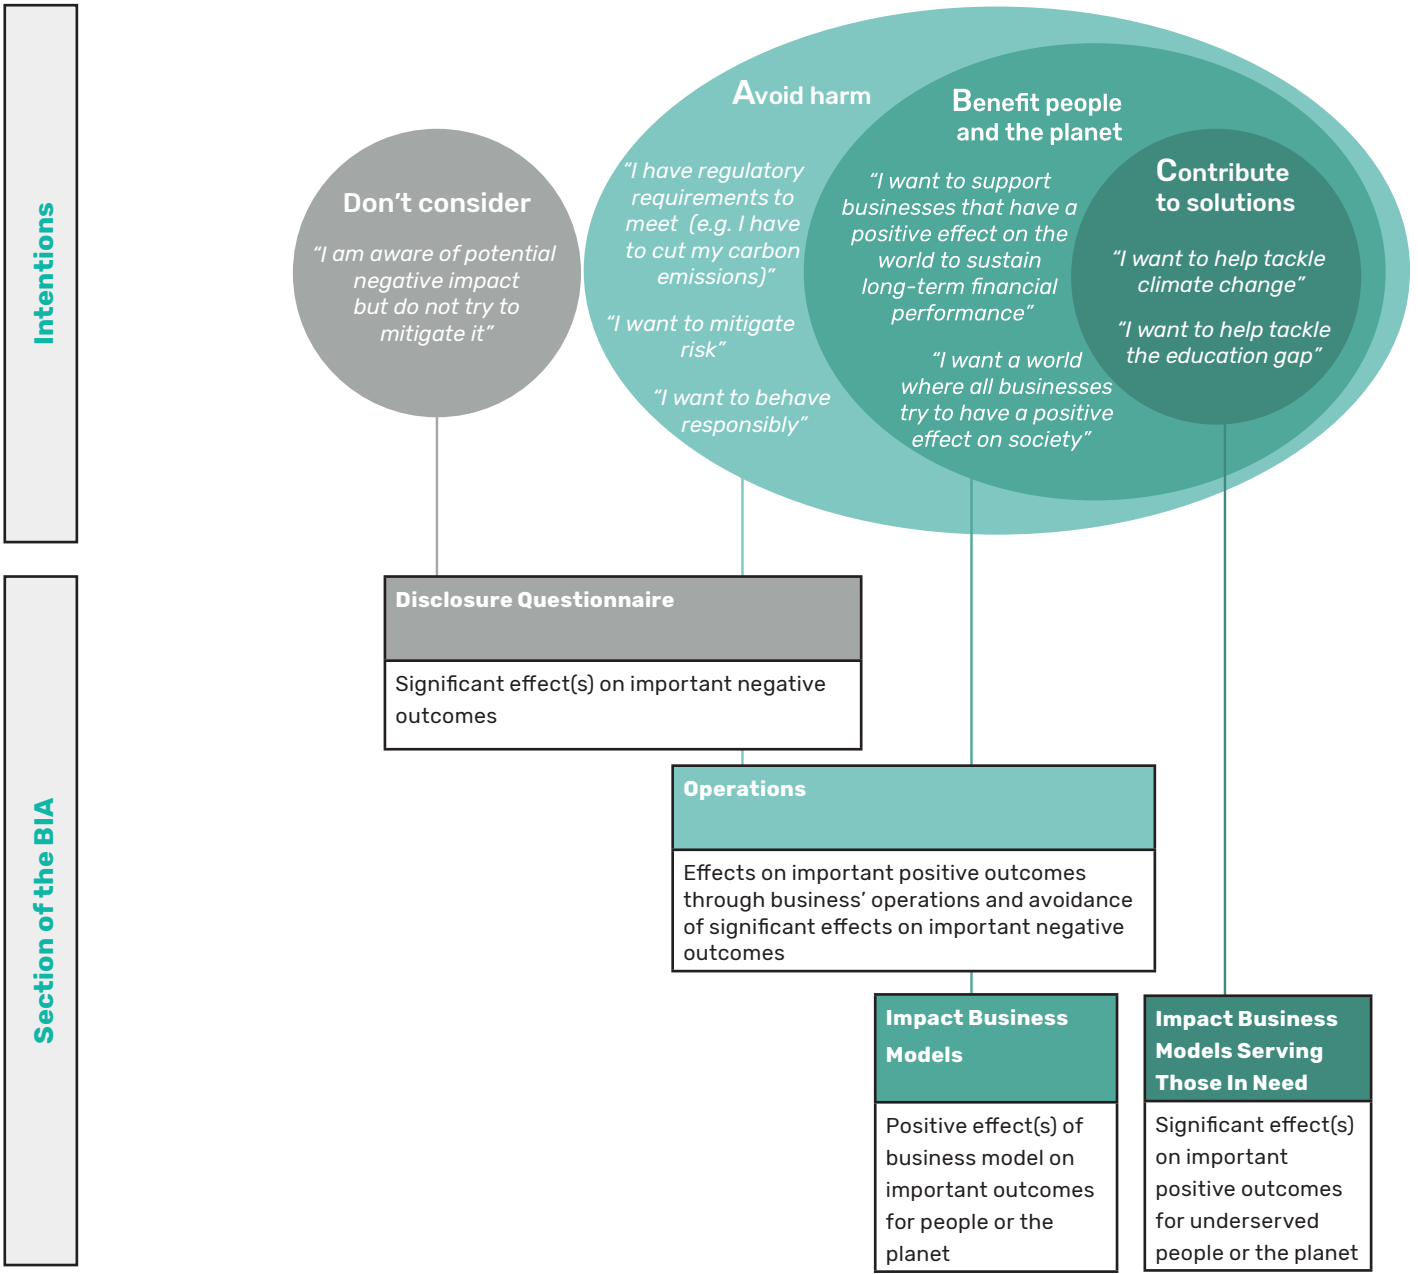 Intentions
Don’t consider
“I am aware of potential
negative impact
but do not try to
mitigate it”
Avoid harm
“I have regulatory
requirements to
meet (e.g. I have
to cut my carbon
emissions)”
“I want to mitigate
risk”
“I want to behave
responsibly”
Benefit people
and the planet
“I want to support
businesses that have a
positive effect on the
world to sustain
long-term financial
performance”
“I want a world
where all businesses
try to have a positive
effect on society”
Contribute
to solutions
“I want to help tackle
climate change”
“I want to help tackle
the education gap”
Section of the BIA
Disclosure Questionnaire
Significant effect(s) on important negative
outcomes
Operations
Effects on important positive outcomes
through business’ operations and avoidance
of significant effects on important negative
outcomes
Impact Business
Models
Positive effect(s) of
business model on
important outcomes
for people or the
planet
Impact Business
Models Serving
Those In Need
Significant effect(s)
on important
positive outcomes
for underserved
people or the planet